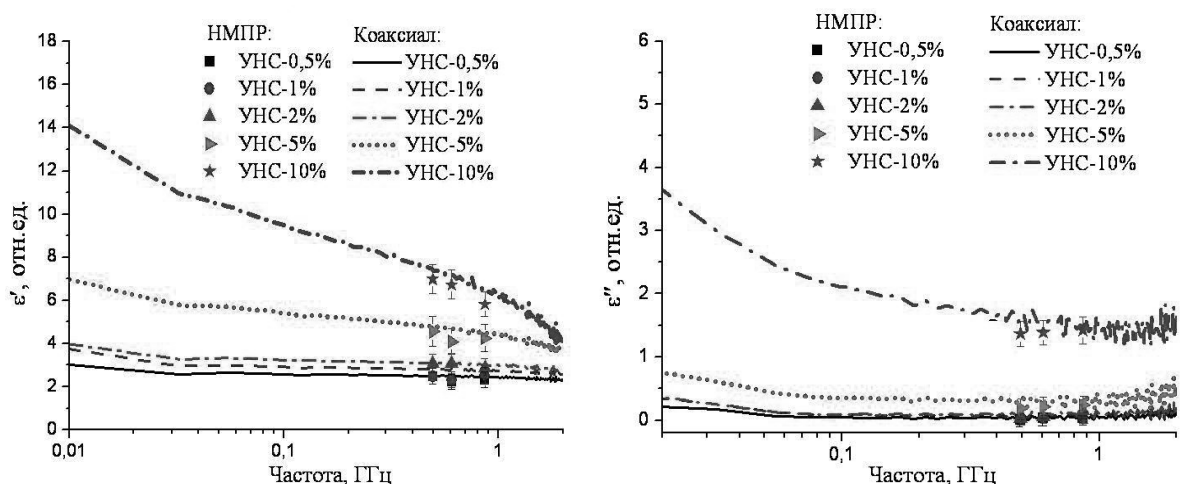 НМПР: Коаксиал:
УНС-0,5% УНС-0,5%
УНС-1% УНС-1%
УНС-2% УНС-2%
УНС-5% УНС-5%
УНС-10% УНС-10%
18
16
14
12
10
8
6
4
2
0
ε', отн.ед.
0,01 0,1 1
Частота, ГГц
НМПР: Коаксиал:
УНС-0,5% УНС-0,5%
УНС-1% УНС-1%
УНС-2% УНС-2%
УНС-5% УНС-5%
УНС-10% УНС-10%
6
5
4
3
2
1
0
ε'', отн.ед.
0,1 1
Частота, ГГц